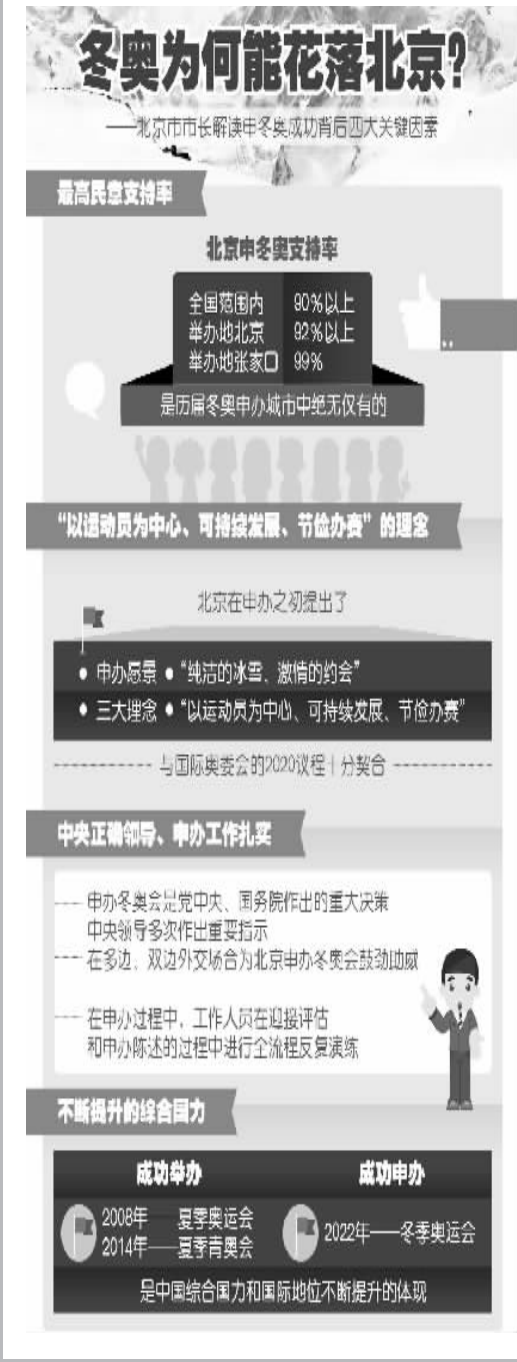 冬奥为何能花落北京?
——北京市市长解读申冬奥成功背后四大关键因素
最高民意支持率
北京申冬奥支持率
全国范围内 90%以上
举办地北京 92%以上
举办地张家口 99%
是历届冬奥申办城市中绝无仅有的
“以运动员为中心、可持续发展、节俭办赛”的理念
北京在申办之初提出了
• 申办愿景 • “纯洁的冰雪、激情的约会”
• 三大理念 • “以运动员为中心、可持续发展、节俭办赛”
与国际奥委会的2020议程十分契合
中央正确领导、申办工作扎实
—— 申办冬奥会是党中央、国务院作出的重大决策
中央领导多次作出重要指示
—— 在多边、双边外交场合为北京申办冬奥会鼓劲助威
—— 在申办过程中，工作人员在迎接评估
和申办陈述的过程中进行全流程反复演练
不断提升的综合国力
成功举办 成功申办
2008年——夏季奥运会
2014年——夏季青奥会
2022年——冬季奥运会
是中国综合国力和国际地位不断提升的体现